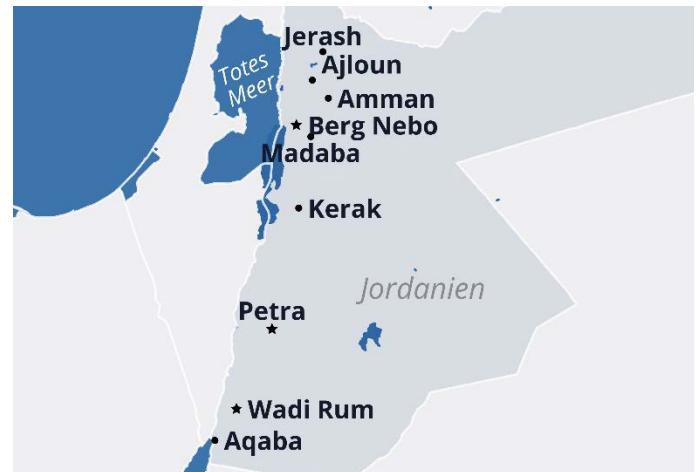 Jerash
Totes
Meer
Ajloun
Amman
Berg Nebo
Madaba
Kerak
Jordanien
Petra
Wadi Rum
Aqaba